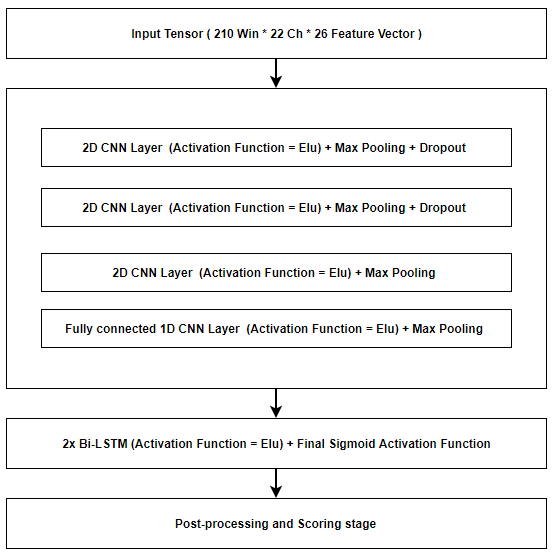 Input Tensor ( 210 Win * 22 Ch * 26 Feature Vector )
2D CNN Layer (Activation Function = Elu) + Max Pooling + Dropout
2D CNN Layer (Activation Function = Elu) + Max Pooling + Dropout
2D CNN Layer (Activation Function = Elu) + Max Pooling
Fully connected 1D CNN Layer (Activation Function = Elu) + Max Pooling
2x Bi-LSTM (Activation Function = Elu) + Final Sigmoid Activation Function
Post-processing and Scoring stage